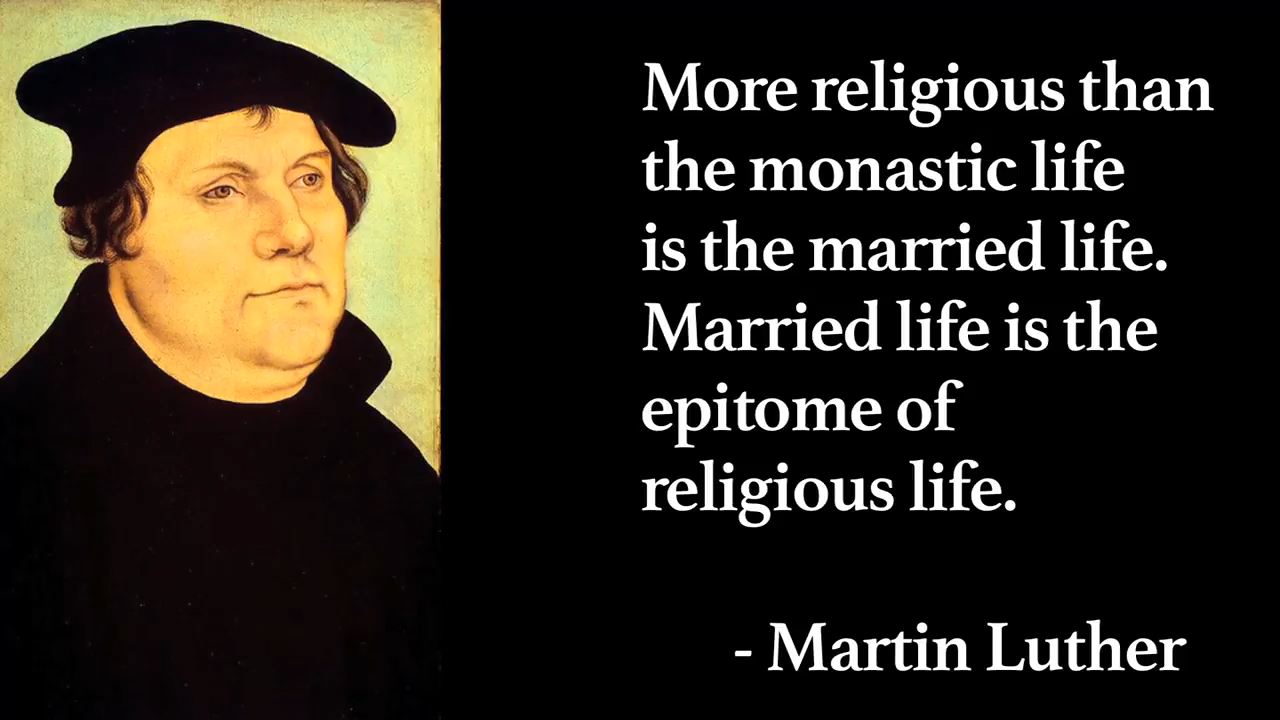 More religious than
the monastic life
is the married life.
Married life is the
epitome of
religious life.
- Martin Luther